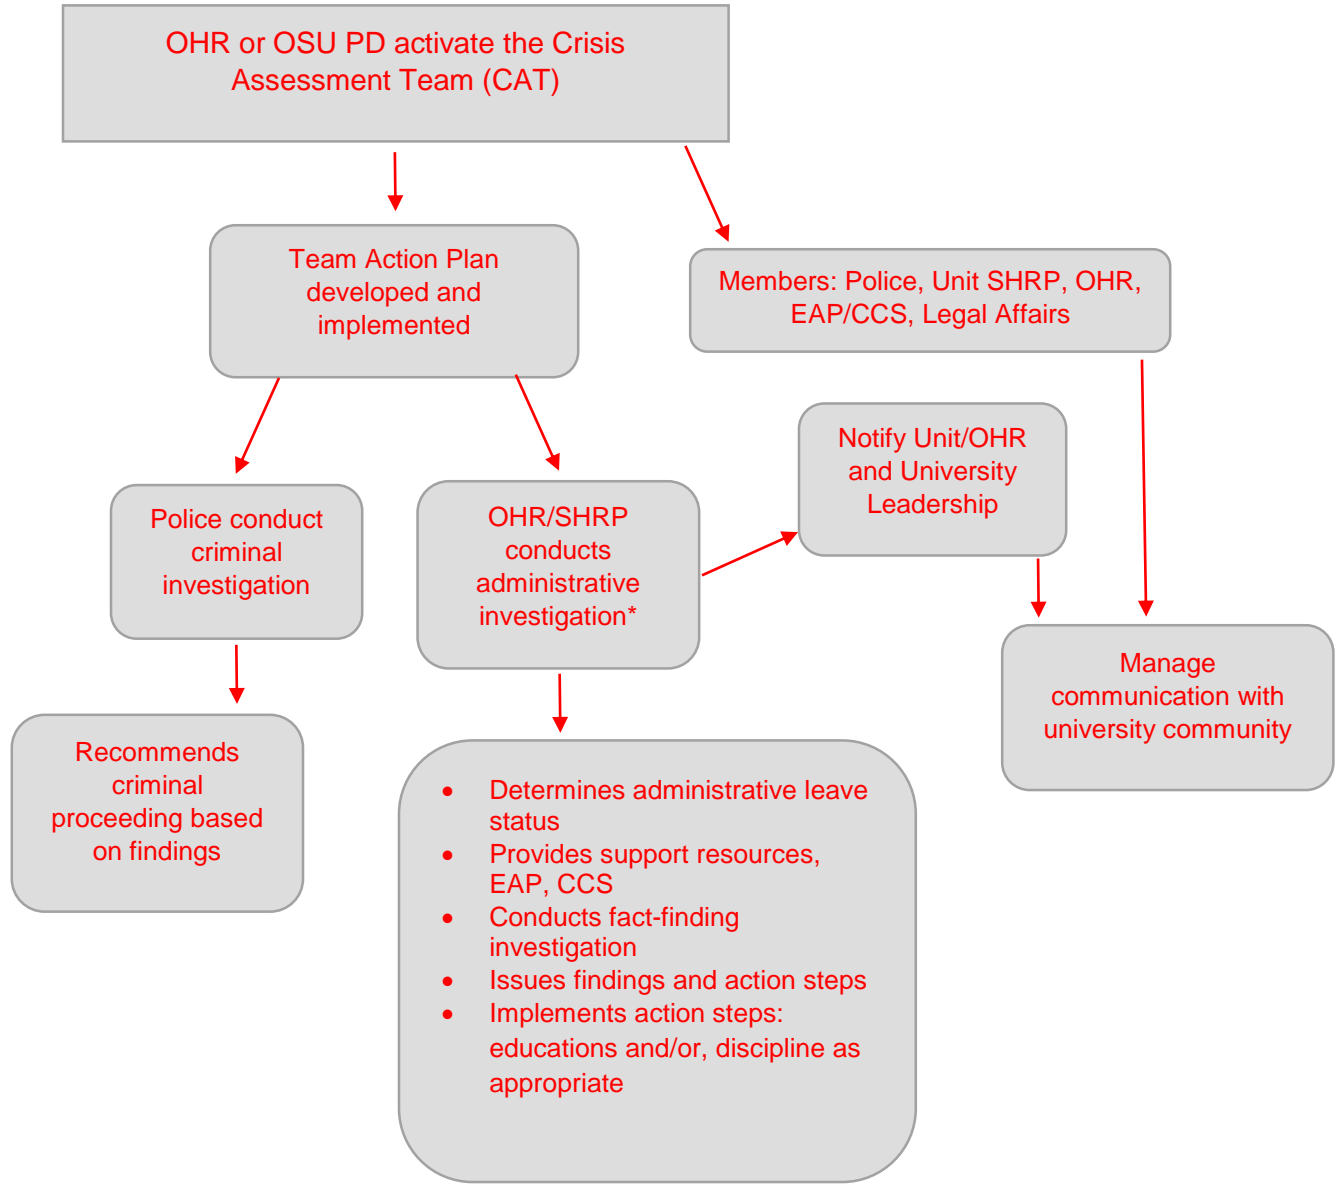 OHR or OSU PD activate the Crisis
Assessment Team (CAT)
Team Action Plan
developed and
implemented
Members: Police, Unit SHRP, OHR,
EAP/CCS, Legal Affairs
Notify Unit/OHR
and University
Leadership
Police conduct
criminal
investigation
OHR/SHRP
conducts
administrative
investigation*
Manage
communication with
university community
Recommends
criminal
proceeding based
on findings
• Determines administrative leave
status
• Provides support resources,
EAP, CCS
• Conducts fact-finding
investigation
• Issues findings and action steps
• Implements action steps:
educations and/or, discipline as
appropriate